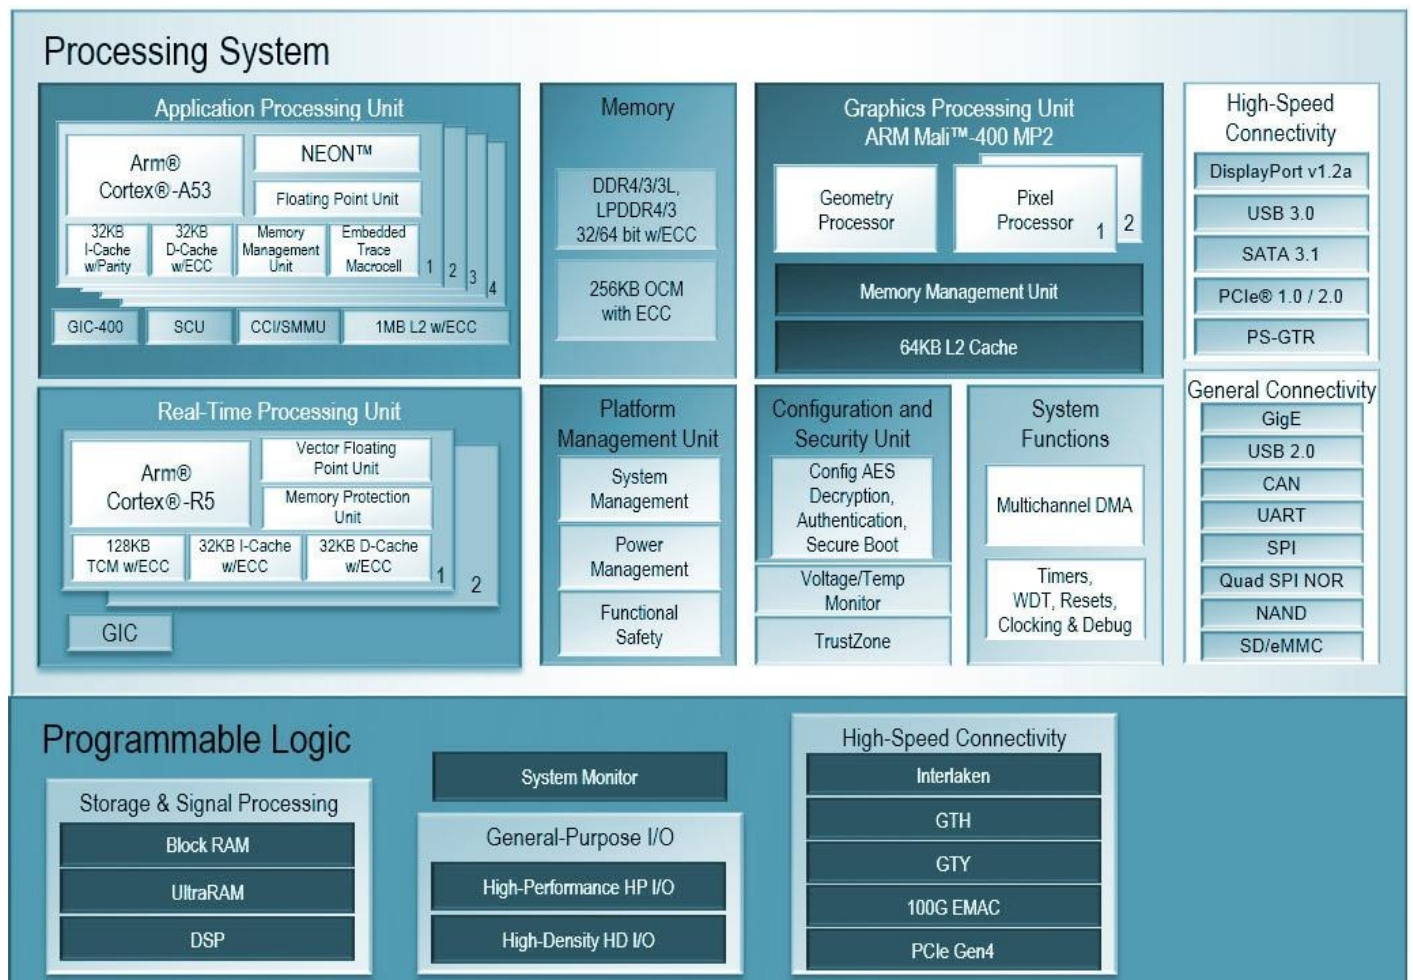 Processing System
Application Processing Unit
Arm®
Cortex®-A53
NEON™
Floating Point Unit
32KB
I-Cache
w/Parity
32KB
D-Cache
w/ECC
Memory
Management
Unit
Embedded
Trace
Macrocell
1
2
3
4
GIC-400
SCU
CCI/SMMU
1MB L2 w/ECC
Memory
DDR4/3/3L,
LPDDR4/3
32/64 bit w/ECC
256KB OCM
with ECC
Graphics Processing Unit
ARM Mali™-400 MP2
Geometry
Processor
Pixel
Processor
1
2
Memory Management Unit
64KB L2 Cache
High-Speed
Connectivity
DisplayPort v1.2a
USB 3.0
SATA 3.1
PCIe® 1.0 / 2.0
PS-GTR
Real-Time Processing Unit
Arm®
Cortex®-R5
Vector Floating
Point Unit
Memory Protection
Unit
128KB
TCM w/ECC
32KB I-Cache
w/ECC
32KB D-Cache
w/ECC
1
2
GIC
Platform
Management Unit
System
Management
Power
Management
Functional
Safety
Configuration and
Security Unit
Config AES
Decryption,
Authentication,
Secure Boot
Voltage/Temp
Monitor
TrustZone
System
Functions
Multichannel DMA
Timers,
WDT, Resets,
Clocking & Debug
General Connectivity
GigE
USB 2.0
CAN
UART
SPI
Quad SPI NOR
NAND
SD/eMMC
Programmable Logic
Storage & Signal Processing
Block RAM
UltraRAM
DSP
System Monitor
General-Purpose I/O
High-Performance HP I/O
High-Density HD I/O
High-Speed Connectivity
Interlaken
GTH
GTY
100G EMAC
PCIe Gen4